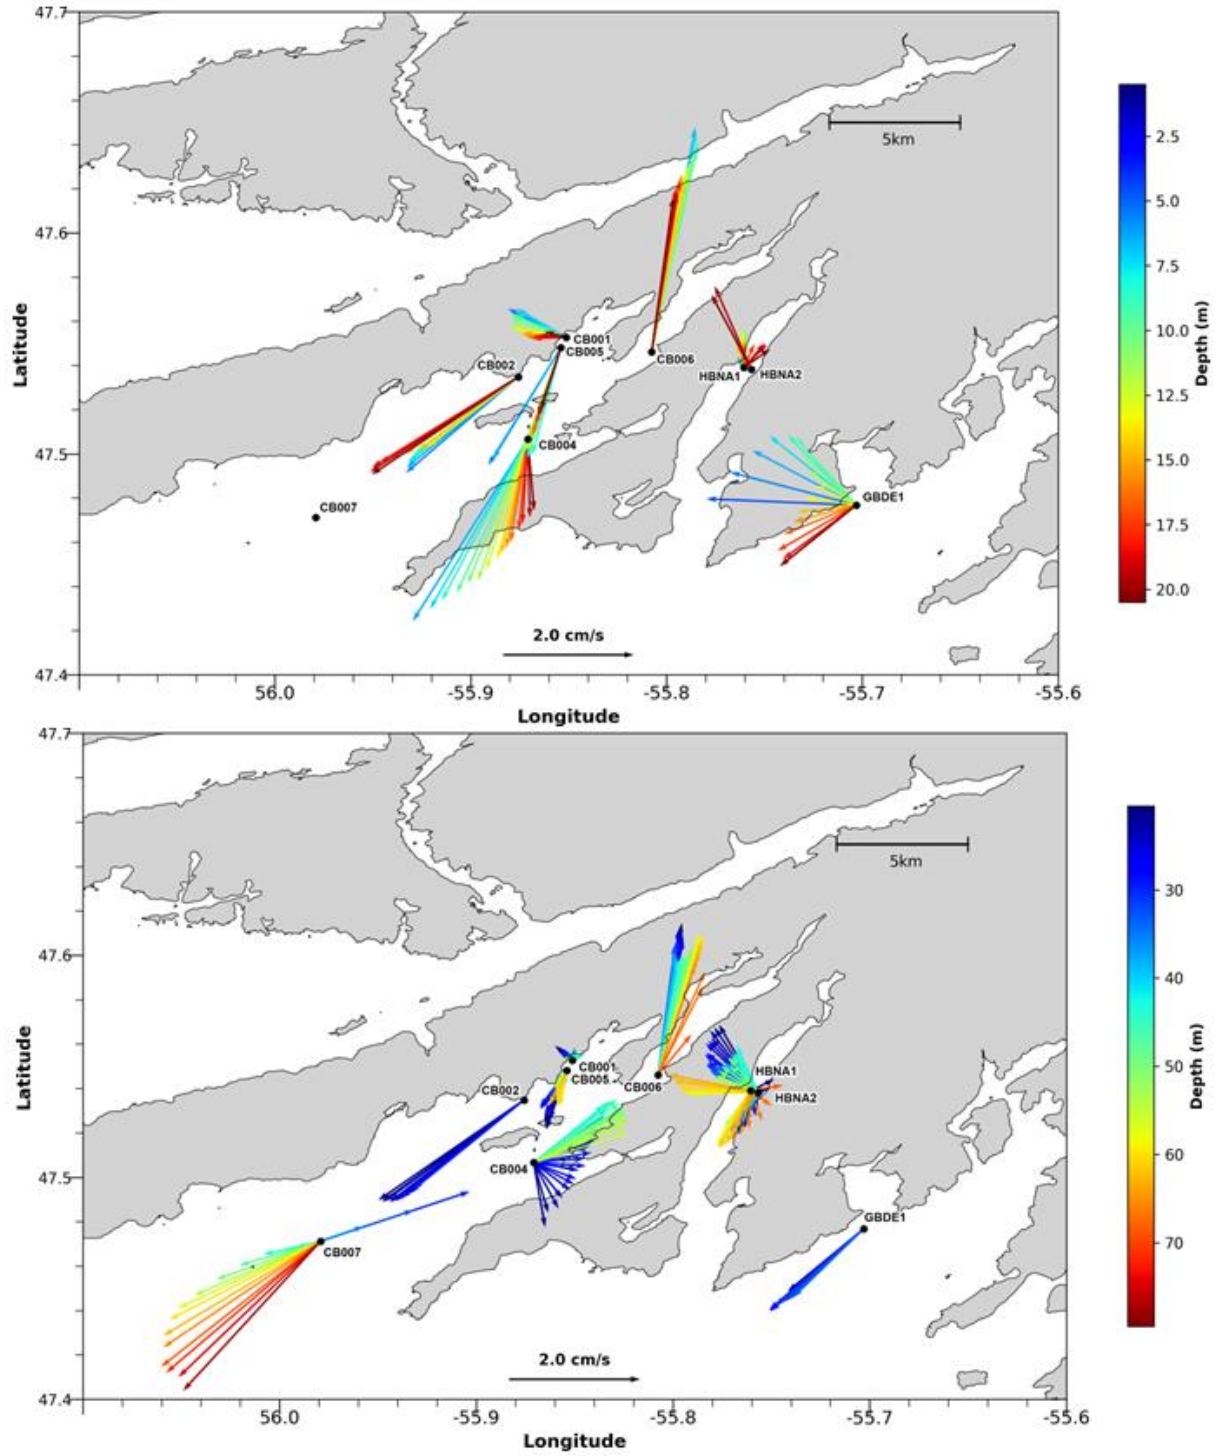 47.7
5km
2.5
5.0
7.5
10.0
12.5
15.0
17.5
20.0
Depth (m)
47.6
Latitude
CB001
CB005
CB002
CB006
HBNA1
HBNA2
CB004
47.5
CB007
GBDE1
2.0 cm/s
47.4
56.0
-55.9
-55.8
-55.7
-55.6
Longitude
47.7
5km
30
40
50
60
70
Depth (m)
47.6
Latitude
CB001
CB005
CB002
CB006
HBNA1
HBNA2
CB004
47.5
CB007
GBDE1
2.0 cm/s
47.4
56.0
-55.9
-55.8
-55.7
-55.6
Longitude